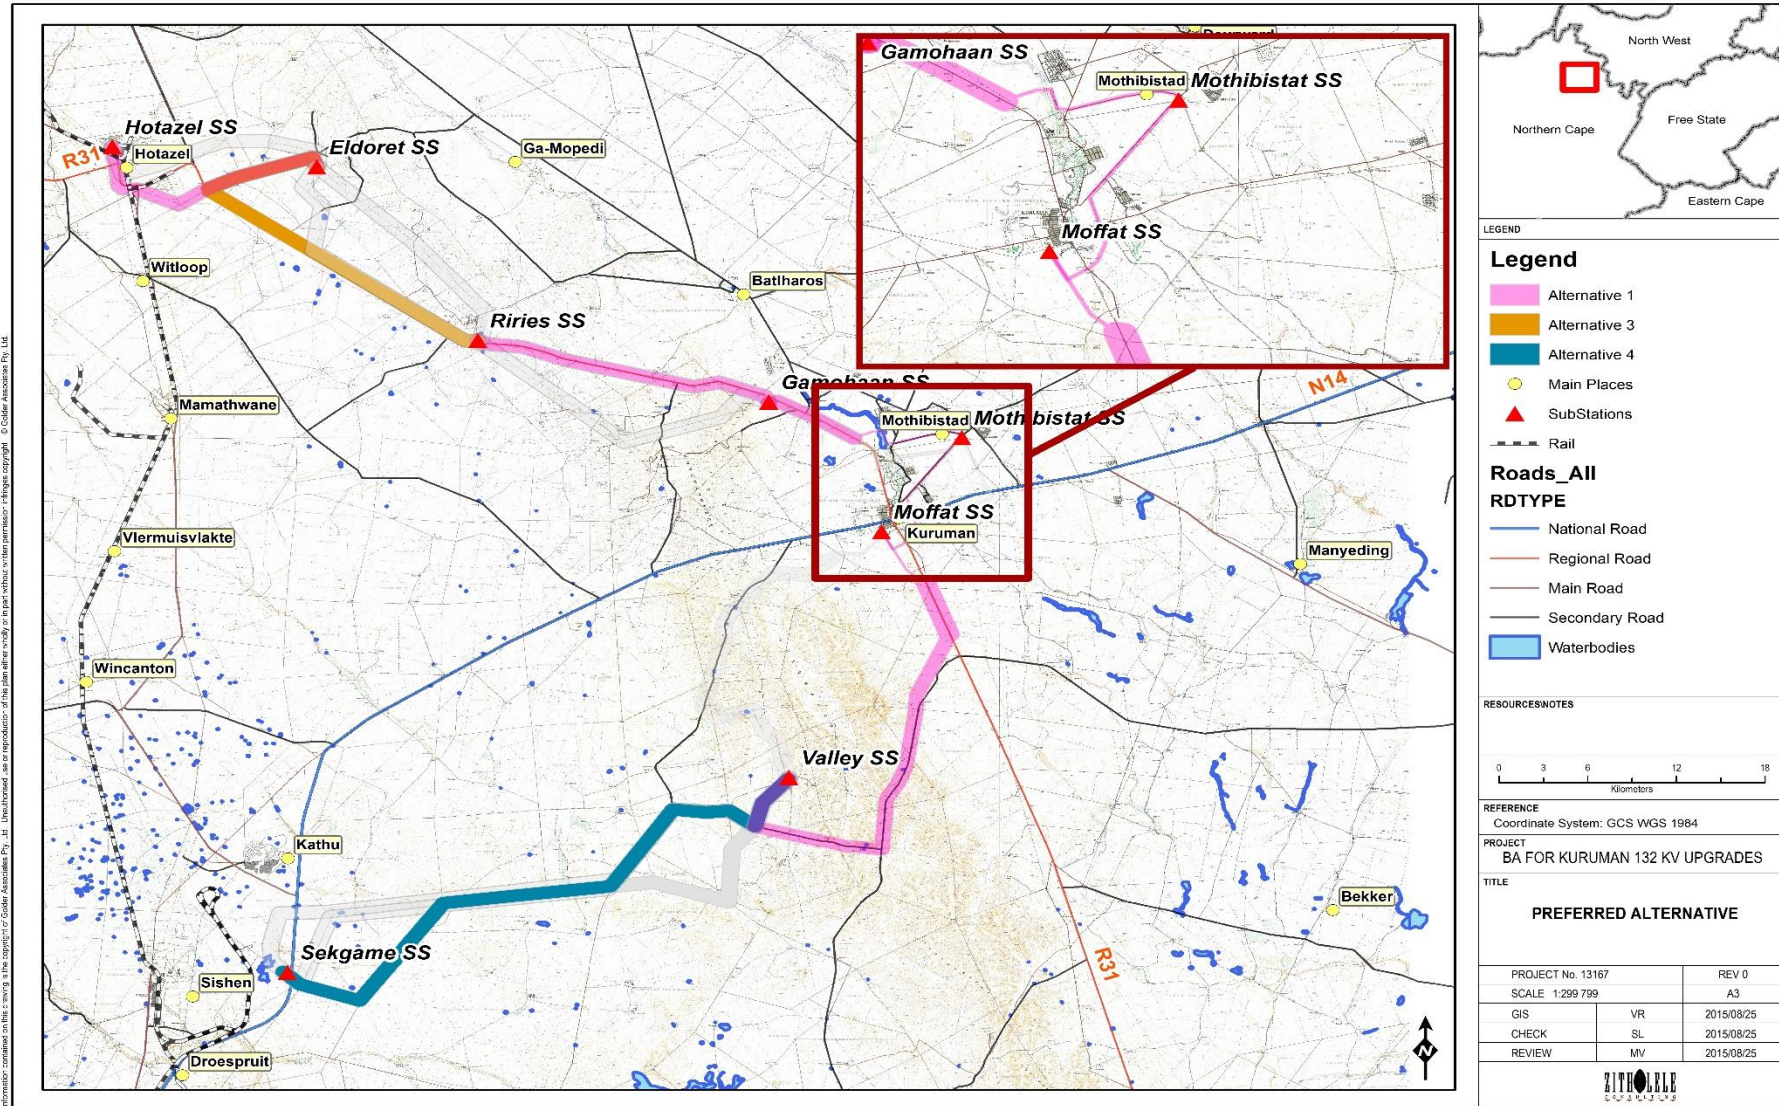 Hotazel SS
R31
Hotazel
Eldoret SS
Ga-Mopedi
Witloop
Batlharos
Riries SS
Mamathwane
Gamohaan SS
Mothibistad
Mothibistat SS
N14
Moffat SS
Kuruman
Vlermuisvlakte
Manyeding
Wincanton
Valley SS
Kathu
Bekker
Sekgame SS
R31
Sishen
Droespruit
N
Gamohaan SS
Mothibistad
Mothibistat SS
Moffat SS
North West
Northern Cape
Free State
Eastern Cape
LEGEND
Legend
Alternative 1
Alternative 3
Alternative 4
Main Places
SubStations
Rail
Roads_All
RDTYPE
National Road
Regional Road
Main Road
Secondary Road
Waterbodies
RESOURCES\NOTES
0 3 6 12 18
Kilometers
REFERENCE
Coordinate System: GCS WGS 1984
PROJECT
BA FOR KURUMAN 132 KV UPGRADES
TITLE
PREFERRED ALTERNATIVE
PROJECT No. 13167 REV 0
SCALE 1:299 799 A3
GIS VR 2015/08/25
CHECK SL 2015/08/25
REVIEW MV 2015/08/25
ZITHOLELE
CONSULTING